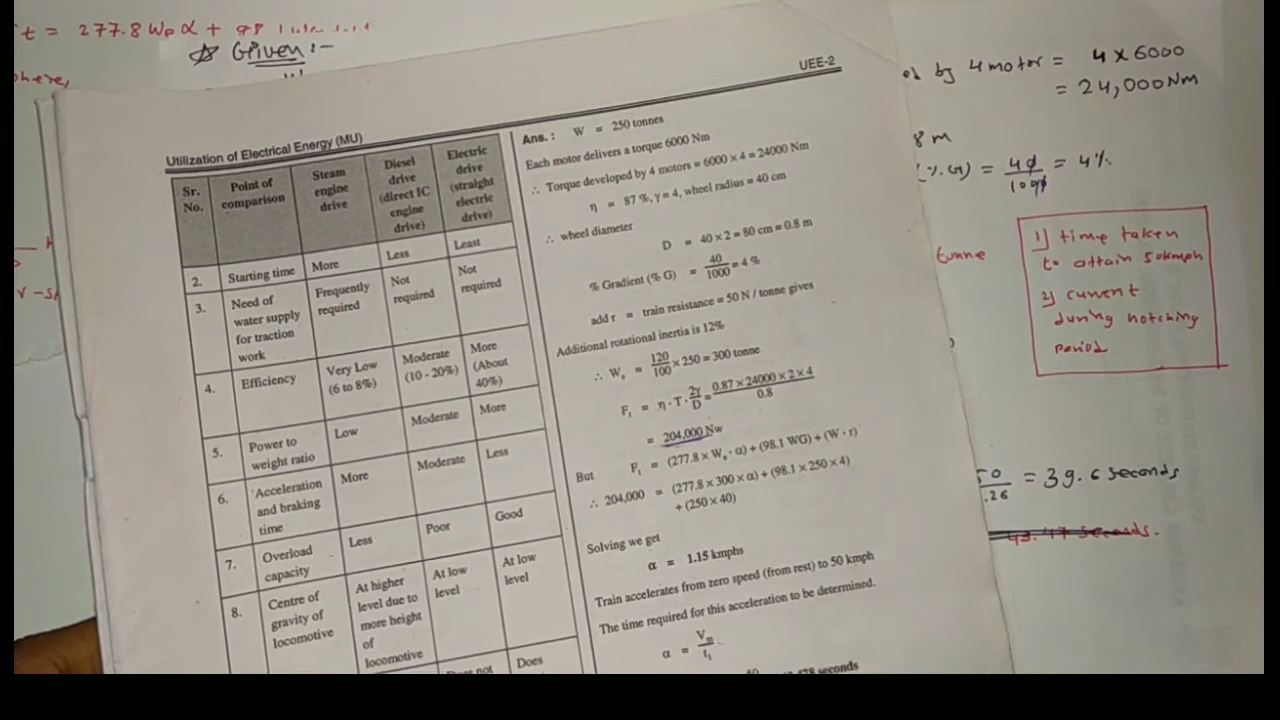 t = 277.8 We α +
☆ Given :-
where,
by 4 motor = 4 x 6000
= 24,000 Nm
8 m
(% G) = 40/1000 = 4%
tonne
1) time taken
to attain 50kmph
2) current
during notching
period
50/.26 = 39.6 seconds
43.47 seconds.
UEE-2
Utilization of Electrical Energy (MU)
Sr. No. Point of comparison Steam engine drive Diesel drive (direct IC engine drive) Electric drive (straight electric drive)
2. Starting time More Less Least
3. Need of water supply for traction work Frequently required Not required Not required
4. Efficiency Very Low (6 to 8%) Moderate (10 - 20%) More (About 40%)
5. Power to weight ratio Low Moderate More
6. Acceleration and braking time More Moderate Less
7. Overload capacity Less Poor Good
8. Centre of gravity of locomotive At higher level due to more height of locomotive At low level At low level
Does not Does
Ans. : W = 250 tonnes
Each motor delivers a torque 6000 Nm
∴ Torque developed by 4 motors = 6000 × 4 = 24000 Nm
η = 87 %, γ = 4, wheel radius = 40 cm
∴ wheel diameter
D = 40 × 2 = 80 cm = 0.8 m
% Gradient (% G) = 40/1000 = 4 %
add r = train resistance = 50 N / tonne gives
Additional rotational inertia is 12%
∴ We = 120/100 × 250 = 300 tonne
Ft = η · T · 2γ/D = 0.87 × 24000 × 2 × 4/0.8
= 204,000 Nw
But Ft = (277.8 × We · α) + (98.1 WG) + (W · r)
∴ 204,000 = (277.8 × 300 × α) + (98.1 × 250 × 4)
+ (250 × 40)
Solving we get
α = 1.15 kmphs
Train accelerates from zero speed (from rest) to 50 kmph
The time required for this acceleration to be determined.
α = Vm/t1
seconds